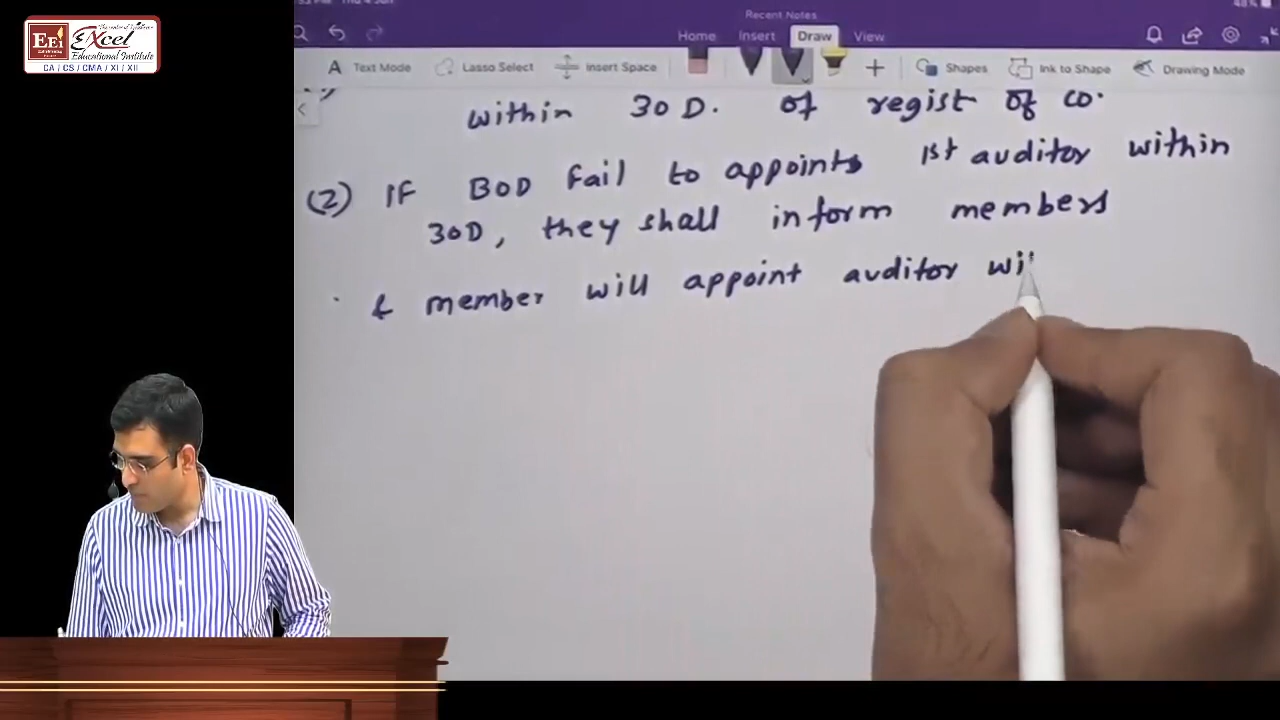 Recent Notes
Home Insert Draw View
48%
Text Mode Lasso Select Insert Space Shapes Ink to Shape Drawing Mode
EEi Excel
Educational Institute
CA / CS / CMA / XI / XII
within 30 D. of regist of co.
(2) IF BOD fail to appoints 1st auditor within
30D, they shall inform members
& member will appoint auditor wi